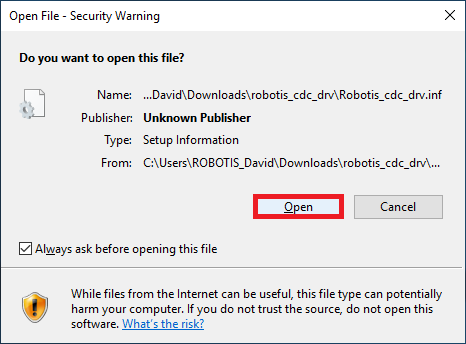 Open File - Security Warning
Do you want to open this file?
Name: ...David\Downloads\robotis_cdc_drv\Robotis_cdc_drv.inf
Publisher: Unknown Publisher
Type: Setup Information
From: C:\Users\ROBOTIS_David\Downloads\robotis_cdc_drv\...
Open Cancel
Always ask before opening this file
While files from the Internet can be useful, this file type can potentially
harm your computer. If you do not trust the source, do not open this
software. What's the risk?